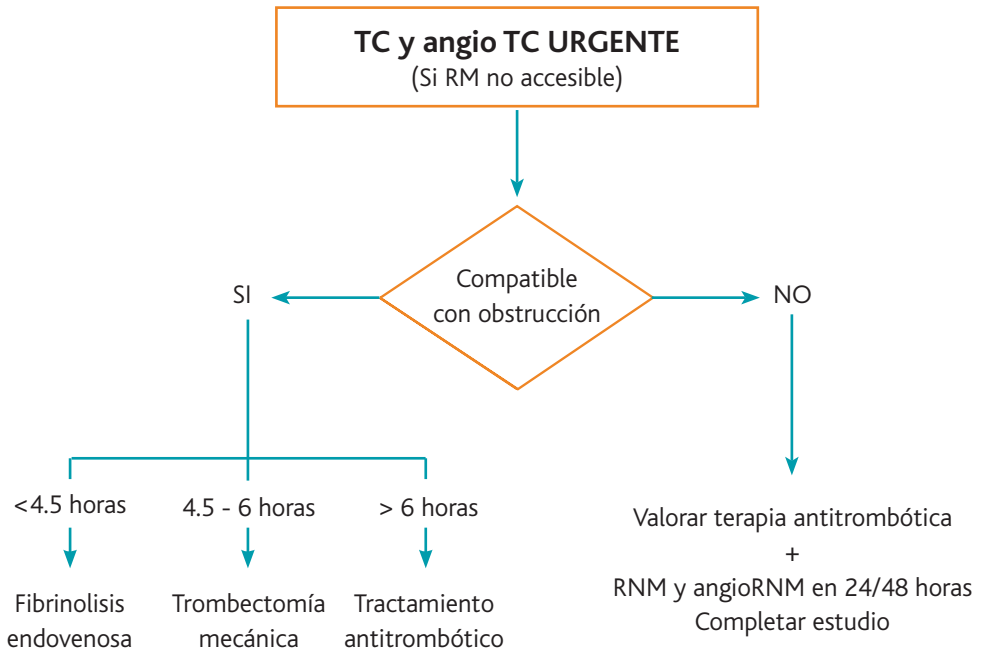 TC y angio TC URGENTE
(Si RM no accesible)
Compatible
con obstrucción
SI
NO
<4.5 horas
4.5 - 6 horas
> 6 horas
Fibrinolisis
endovenosa
Trombectomía
mecánica
Tractamiento
antitrombótico
Valorar terapia antitrombótica
+
RNM y angioRNM en 24/48 horas
Completar estudio